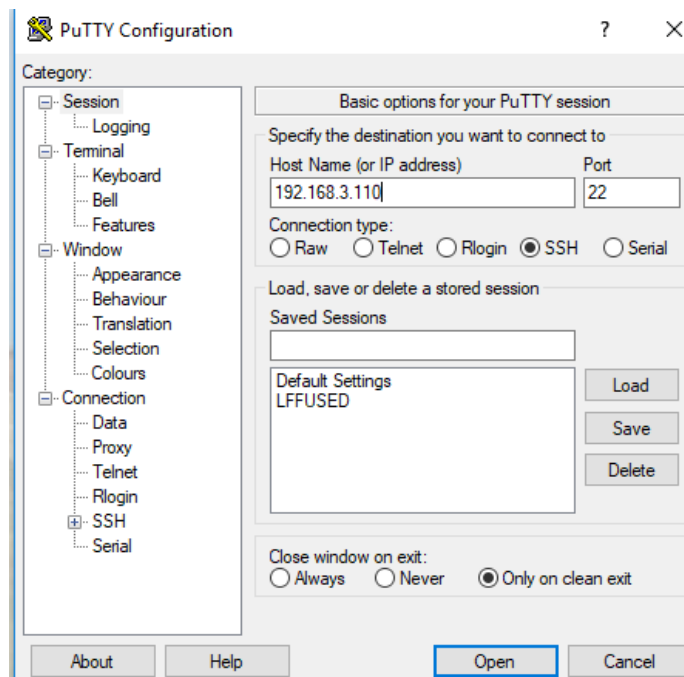 PuTTY Configuration
?
Category:
Session
Logging
Terminal
Keyboard
Bell
Features
Window
Appearance
Behaviour
Translation
Selection
Colours
Connection
Data
Proxy
Telnet
Rlogin
SSH
Serial
Basic options for your PuTTY session
Specify the destination you want to connect to
Host Name (or IP address) Port
192.168.3.110 22
Connection type:
Raw Telnet Rlogin SSH Serial
Load, save or delete a stored session
Saved Sessions
Default Settings
LFFUSED
Load
Save
Delete
Close window on exit:
Always Never Only on clean exit
About Help Open Cancel